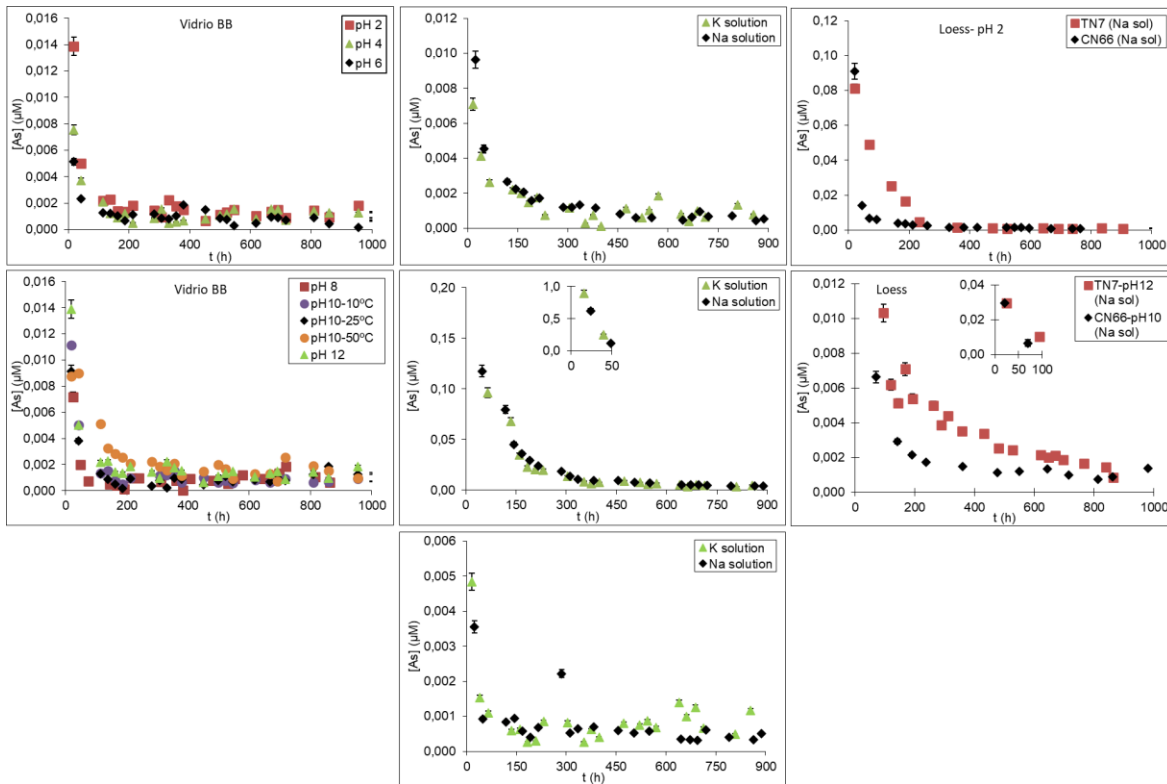 Vidrio BB
pH 2
pH 4
pH 6
[As] (µM)
0,016
0,014
0,012
0,010
0,008
0,006
0,004
0,002
0,000
0 200 400 600 800 1000
t (h)
K solution
Na solution
[As] (µM)
0,012
0,010
0,008
0,006
0,004
0,002
0,000
0 150 300 450 600 750 900
t (h)
Loess- pH 2
TN7 (Na sol)
CN66 (Na sol)
[As] (µM)
0,12
0,10
0,08
0,06
0,04
0,02
0,00
0 200 400 600 800 1000
t (h)
Vidrio BB
pH 8
pH10-10ºC
pH10-25ºC
pH10-50ºC
pH 12
[As] (µM)
0,016
0,014
0,012
0,010
0,008
0,006
0,004
0,002
0,000
0 200 400 600 800 1000
t (h)
K solution
Na solution
[As] (µM)
0,20
0,15
0,10
0,05
0,00
0 150 300 450 600 750 900
t (h)
1,0
0,5
0,0
0 50
Loess
TN7-pH12
(Na sol)
CN66-pH10
(Na sol)
[As] (µM)
0,012
0,010
0,008
0,006
0,004
0,002
0,000
0 200 400 600 800 1000
t (h)
0,04
0,02
0,00
0 50 100
K solution
Na solution
[As] (µM)
0,006
0,005
0,004
0,003
0,002
0,001
0,000
0 150 300 450 600 750 900
t (h)